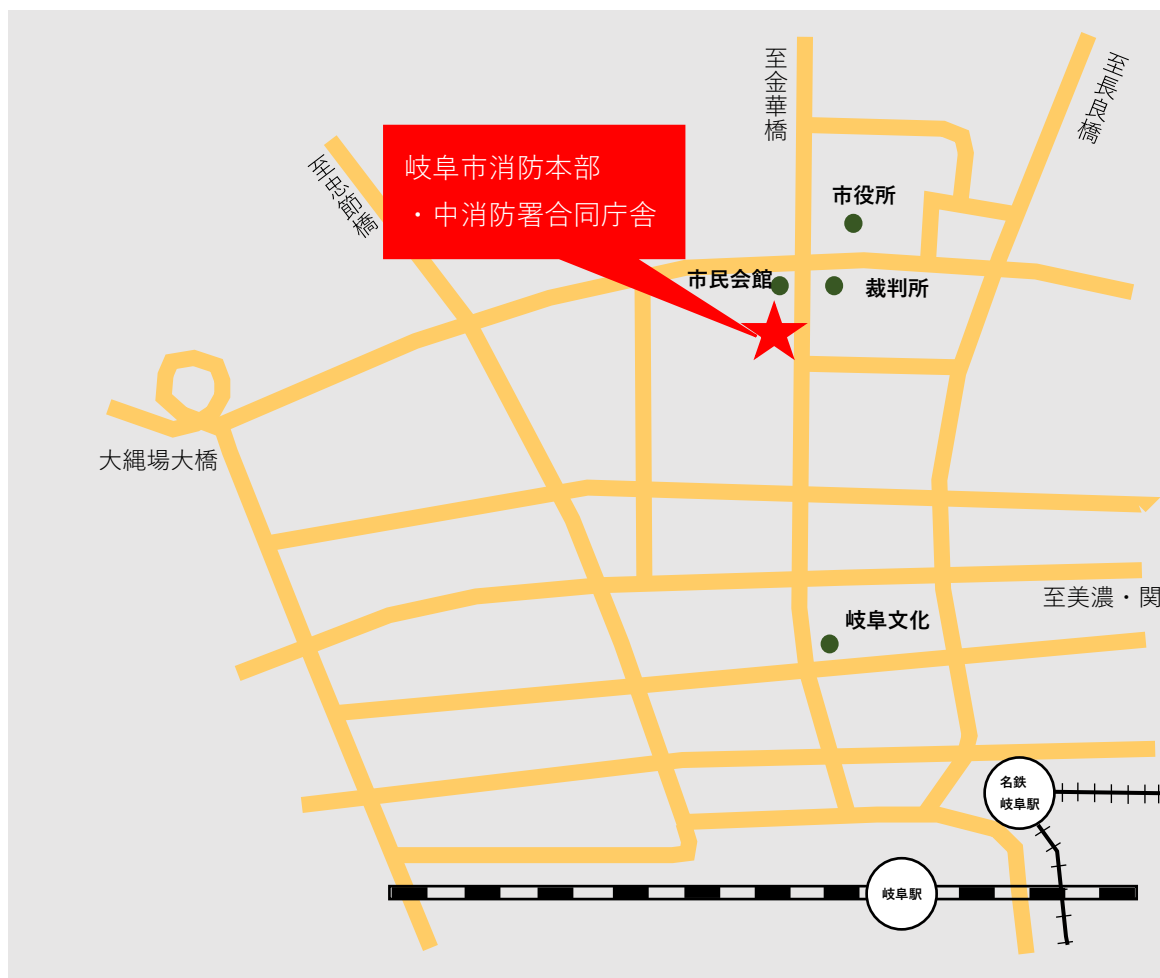 至金華橋
至長良橋
至忠節橋
岐阜市消防本部
・中消防署合同庁舎
市役所
市民会館
裁判所
大縄場大橋
至美濃・関
岐阜文化
名鉄
岐阜駅
岐阜駅